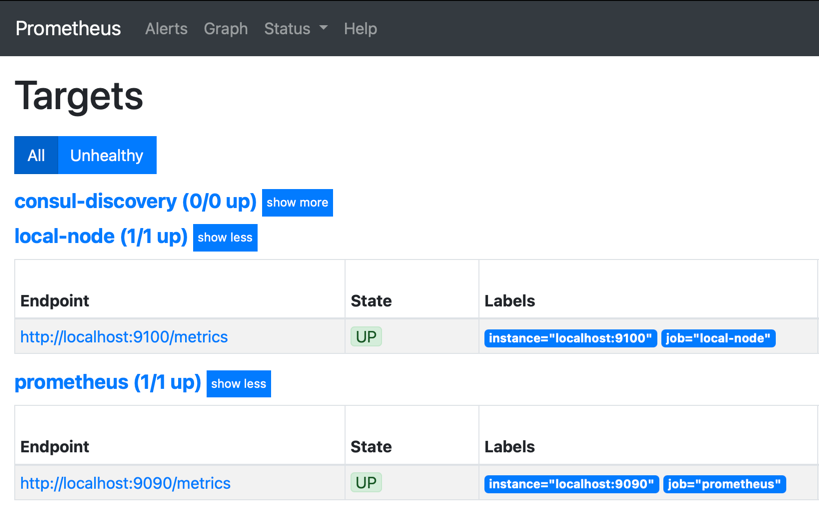 Prometheus Alerts Graph Status Help
Targets
All Unhealthy
consul-discovery (0/0 up) show more
local-node (1/1 up) show less
Endpoint State Labels
http://localhost:9100/metrics UP instance="localhost:9100" job="local-node"
prometheus (1/1 up) show less
Endpoint State Labels
http://localhost:9090/metrics UP instance="localhost:9090" job="prometheus"